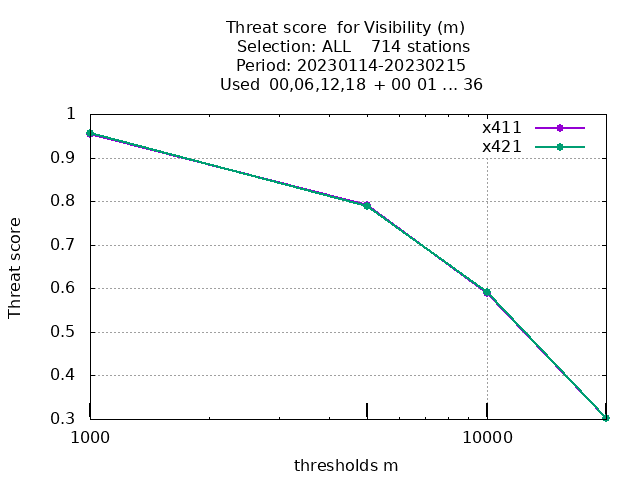 Threat score  for Visibility (m)
Selection: ALL    714 stations
Period: 20230114-20230215
Used  00,06,12,18  + 00 01 ... 36
x411
x421
1
0.9
0.8
0.7
0.6
0.5
0.4
0.3
Threat score
1000
10000
thresholds m